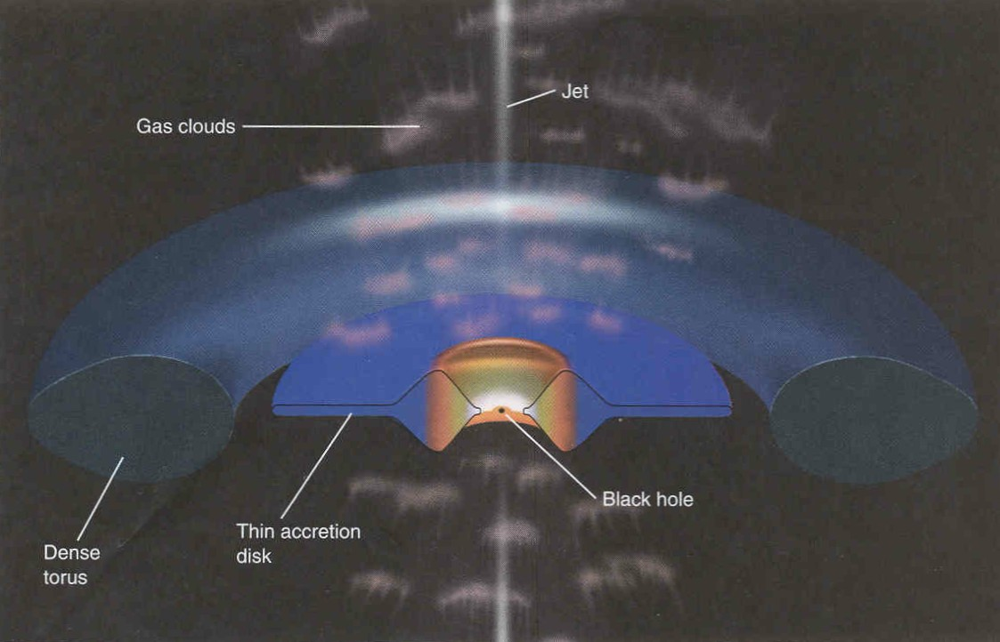 Jet
Gas clouds
Black hole
Thin accretion
disk
Dense
torus